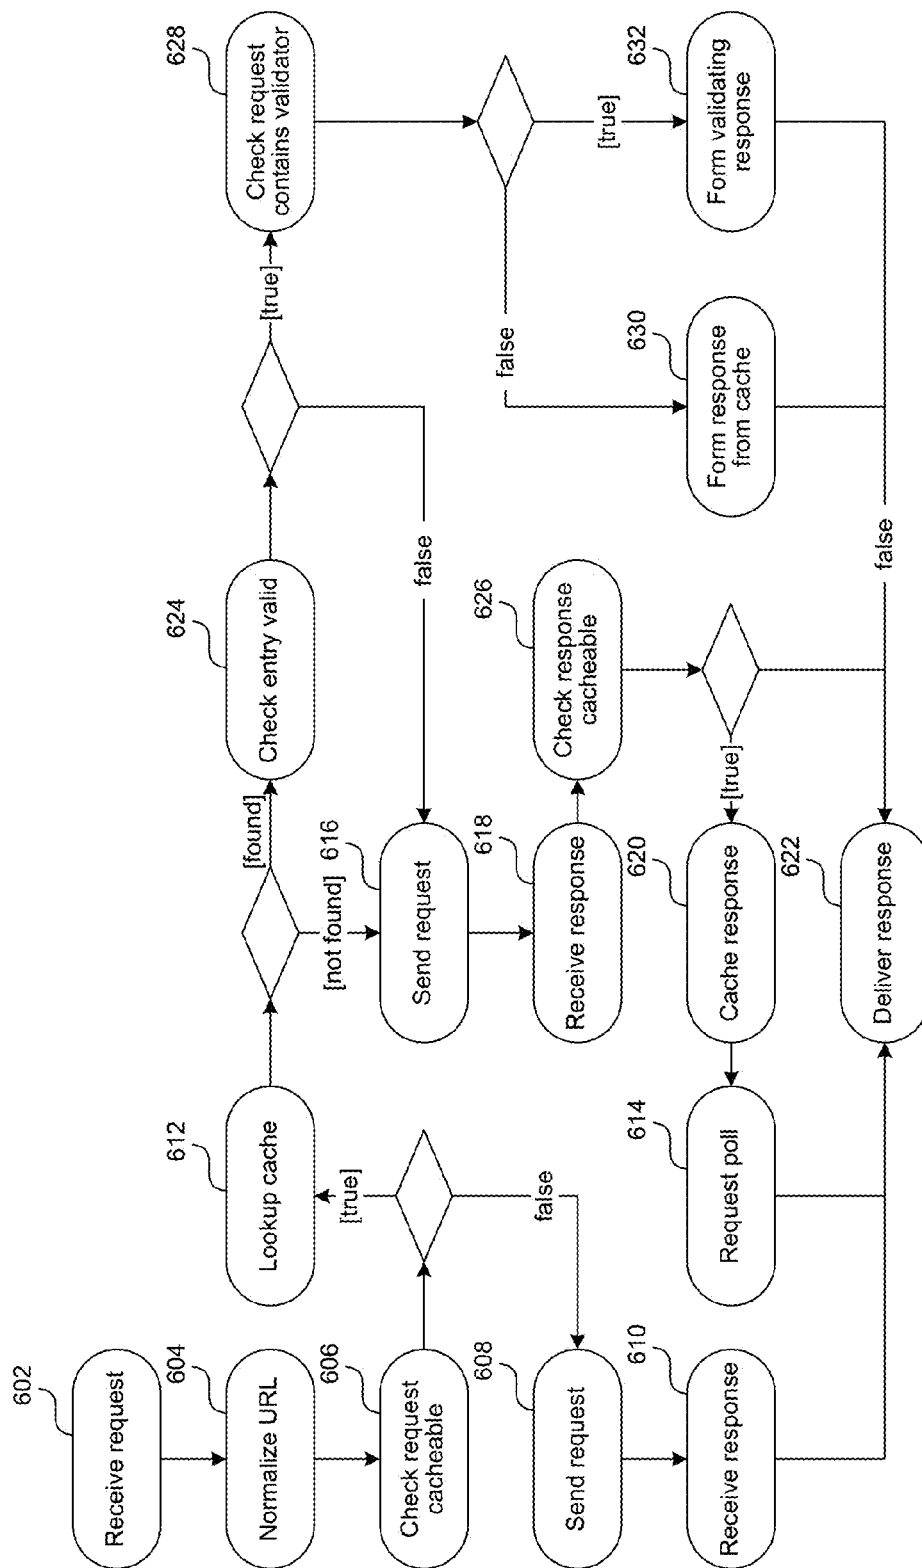 602
Receive request
604
Normalize URL
606
Check request
cacheable
608
Send request
610
Receive response
612
Lookup cache
[true]
false
614
Request poll
[found]
[not found]
616
Send request
618
Receive response
620
Cache response
622
Deliver response
624
Check entry valid
[true]
false
626
Check response
cacheable
[true]
false
628
Check request
contains validator
[true]
false
630
Form response
from cache
632
Form validating
response